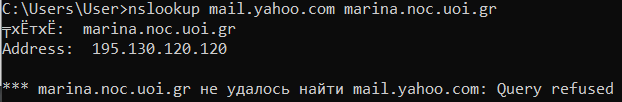 C:\Users\User>nslookup mail.yahoo.com marina.noc.uoi.gr
╤хЁтхЁ:  marina.noc.uoi.gr
Address:  195.130.120.120
*** marina.noc.uoi.gr не удалось найти mail.yahoo.com: Query refused